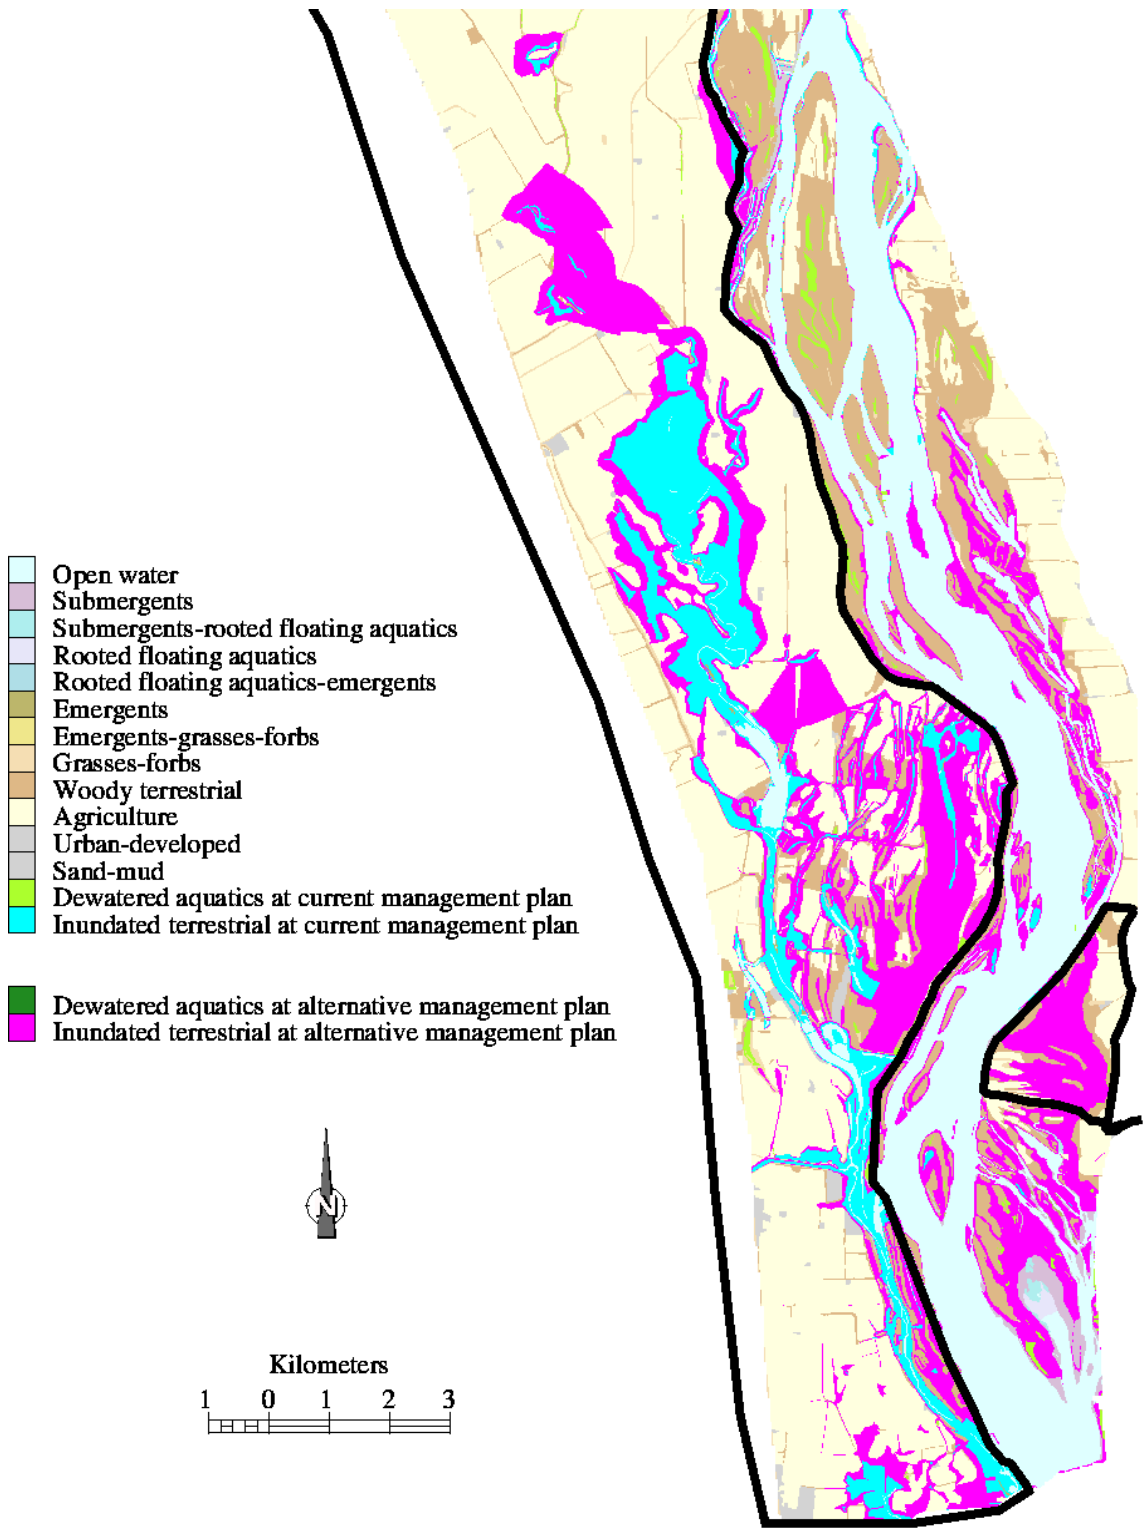 Open water
Submergents
Submergents-rooted floating aquatics
Rooted floating aquatics
Rooted floating aquatics-emergents
Emergents
Emergents-grasses-forbs
Grasses-forbs
Woody terrestrial
Agriculture
Urban-developed
Sand-mud
Dewatered aquatics at current management plan
Inundated terrestrial at current management plan
Dewatered aquatics at alternative management plan
Inundated terrestrial at alternative management plan
N
Kilometers
1 0 1 2 3